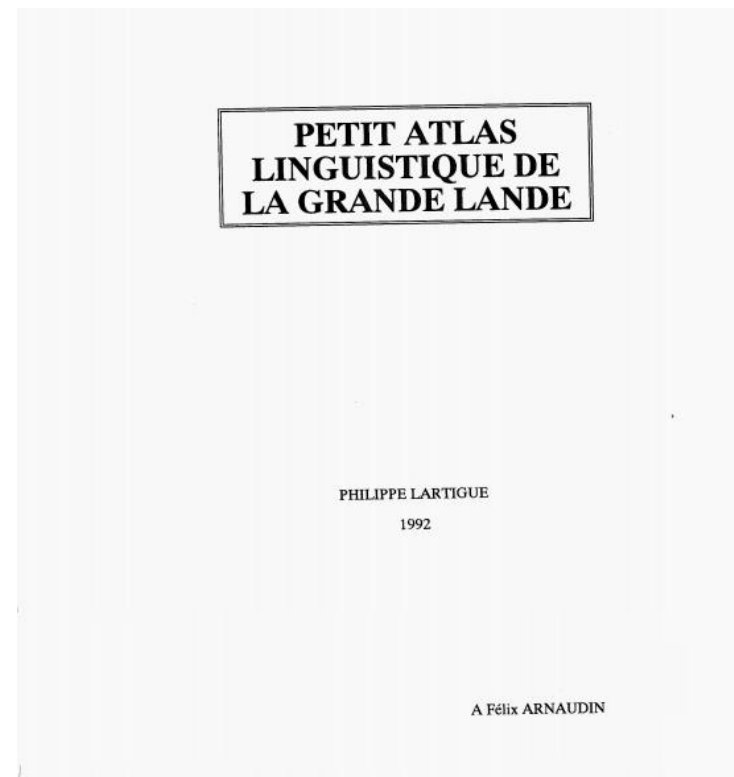 PETIT ATLAS
LINGUISTIQUE DE
LA GRANDE LANDE
PHILIPPE LARTIGUE
1992
A Félix ARNAUDIN